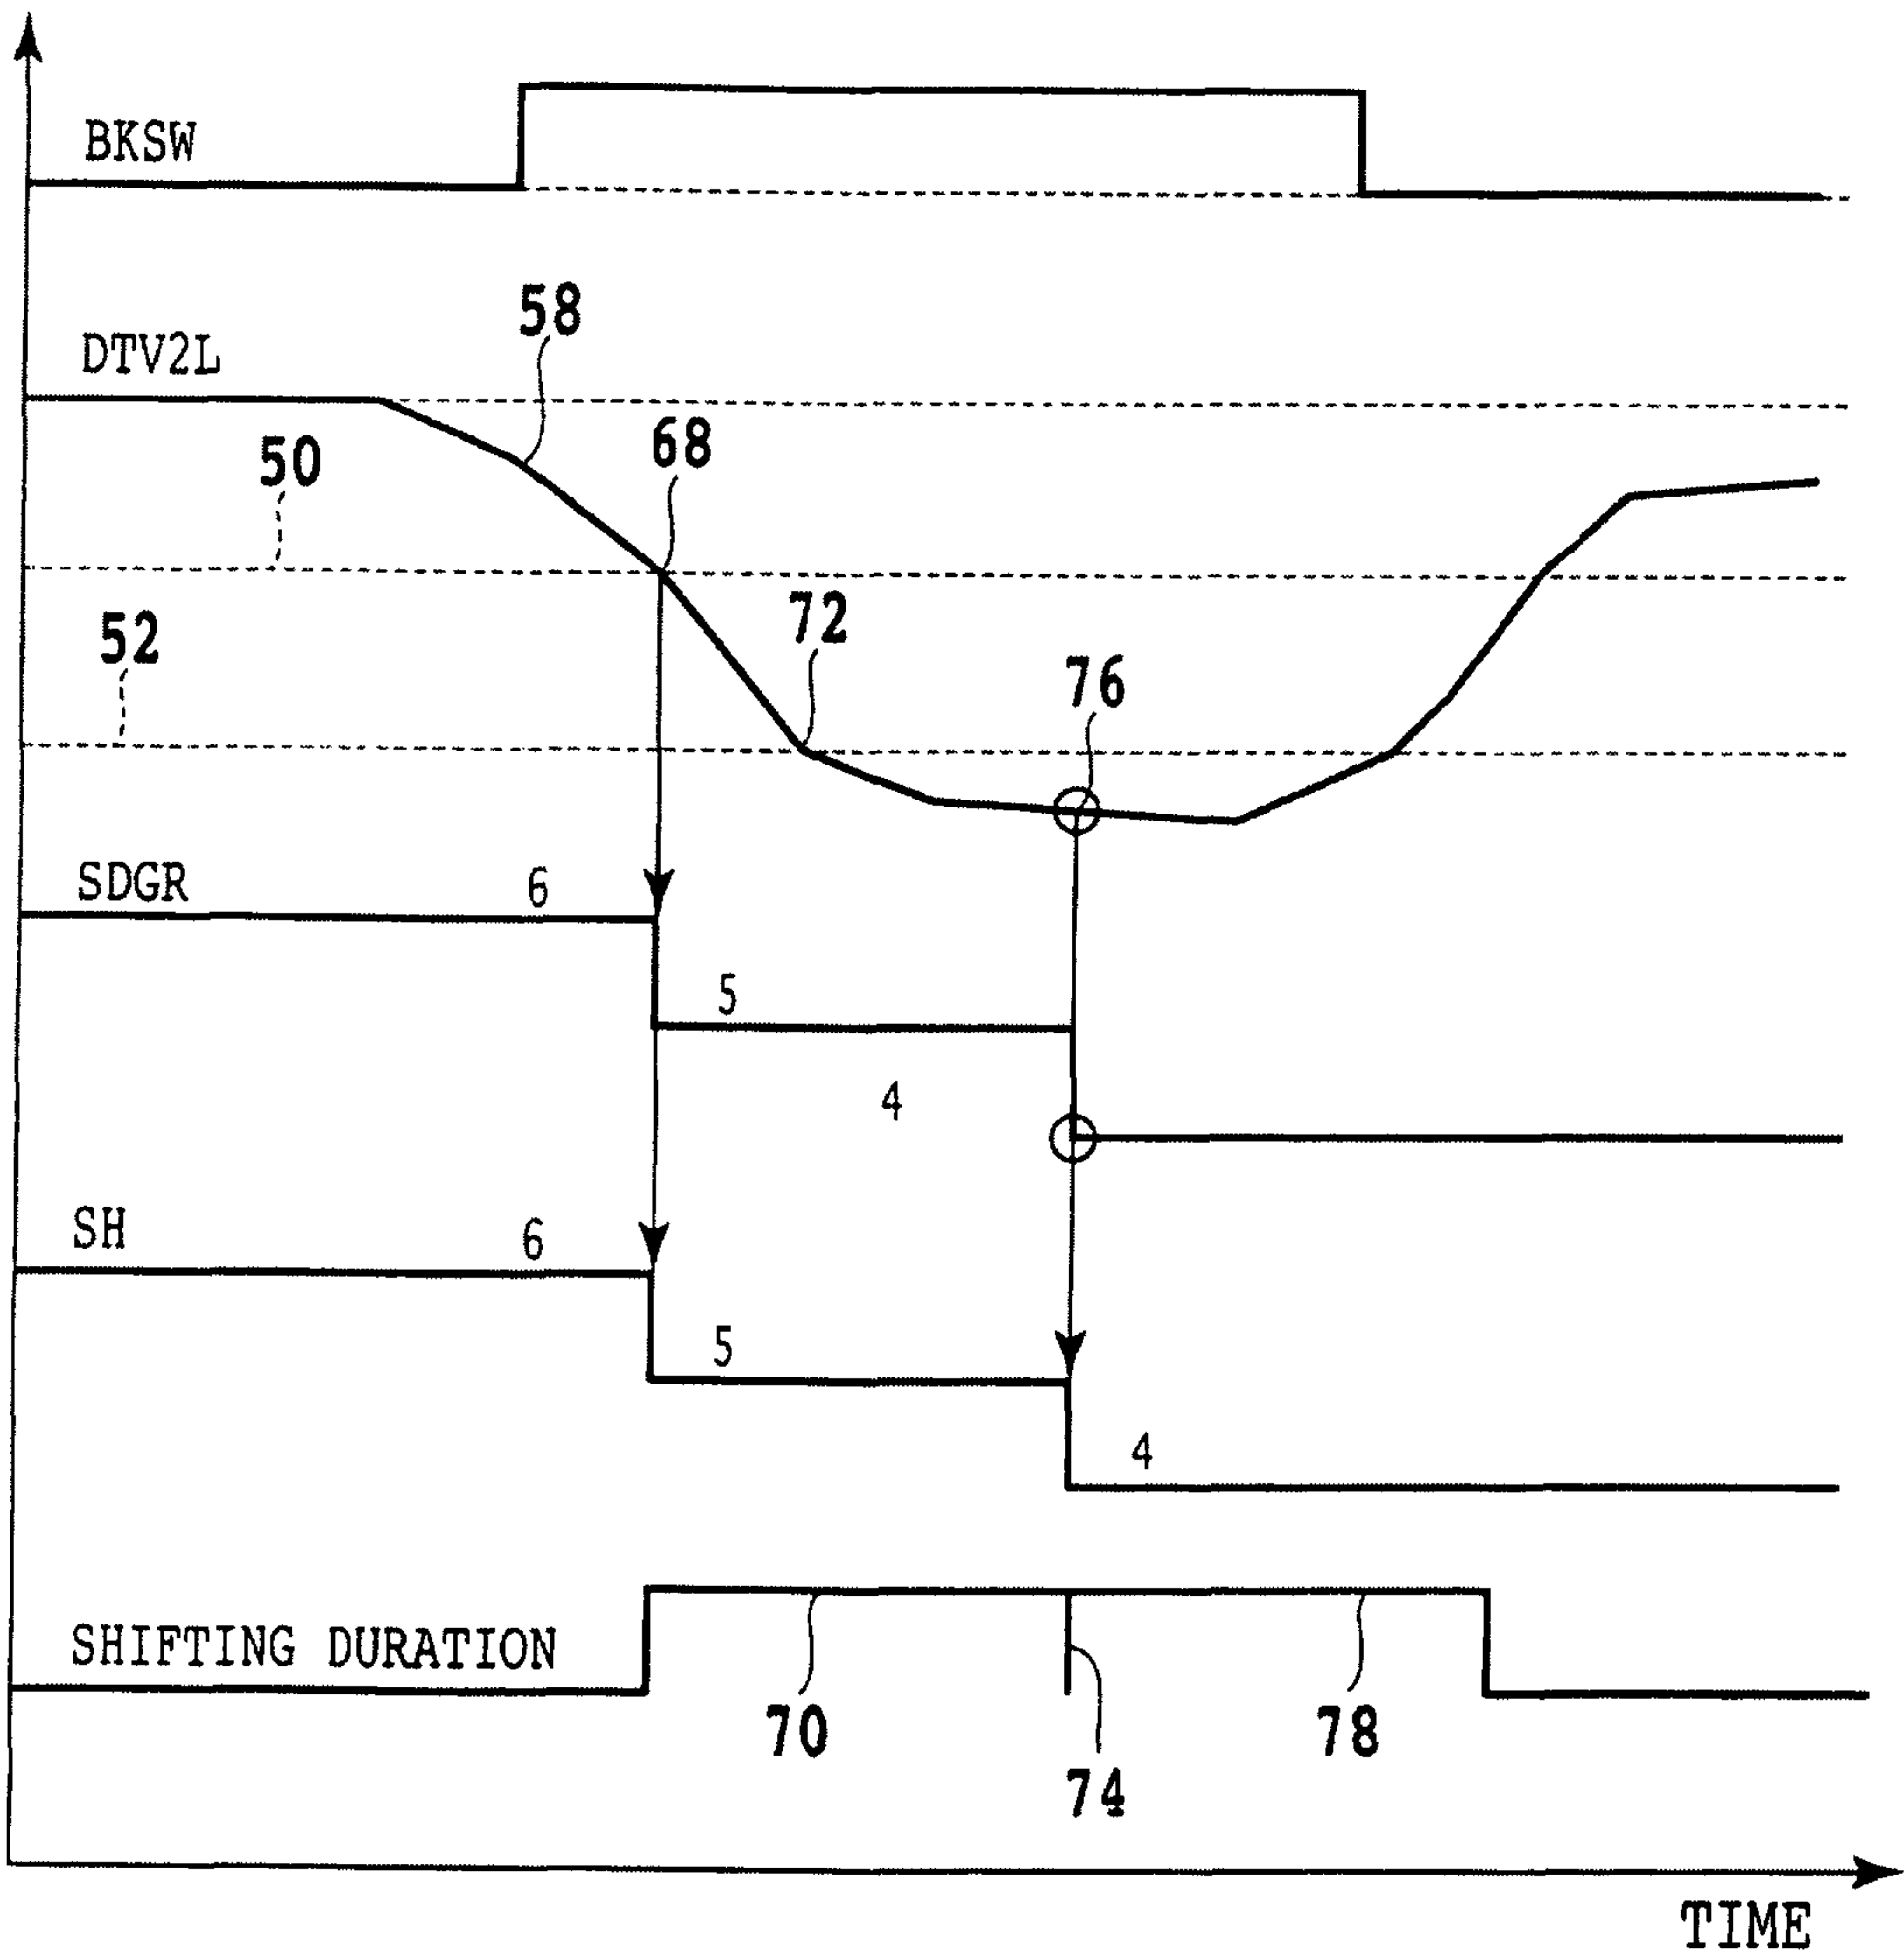 BKSW
58
DTV2L
68
50
72
52
76
SDGR 6
5
4
SH 6
5
4
SHIFTING DURATION
70
78
74
TIME